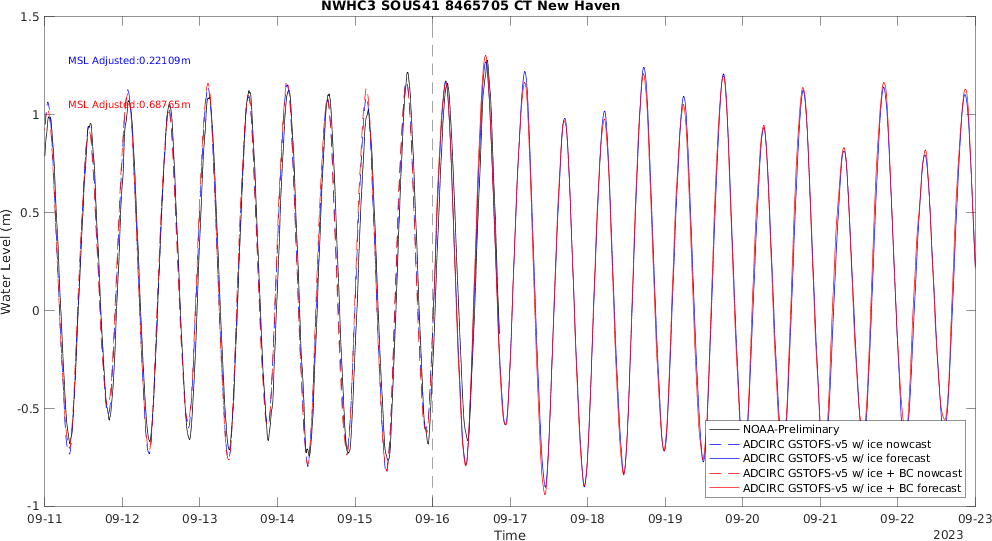 NWHC3 SOUS41 8465705 CT New Haven
1.5
MSL Adjusted:0.22109m
MSL Adjusted:0.68765m
1
0.5
Water Level (m)
0
-0.5
-1
NOAA-Preliminary
ADCIRC GSTOFS-v5 w/ ice nowcast
ADCIRC GSTOFS-v5 w/ ice forecast
ADCIRC GSTOFS-v5 w/ ice + BC nowcast
ADCIRC GSTOFS-v5 w/ ice + BC forecast
09-11 09-12 09-13 09-14 09-15 09-16 09-17 09-18 09-19 09-20 09-21 09-22 09-23
Time
2023